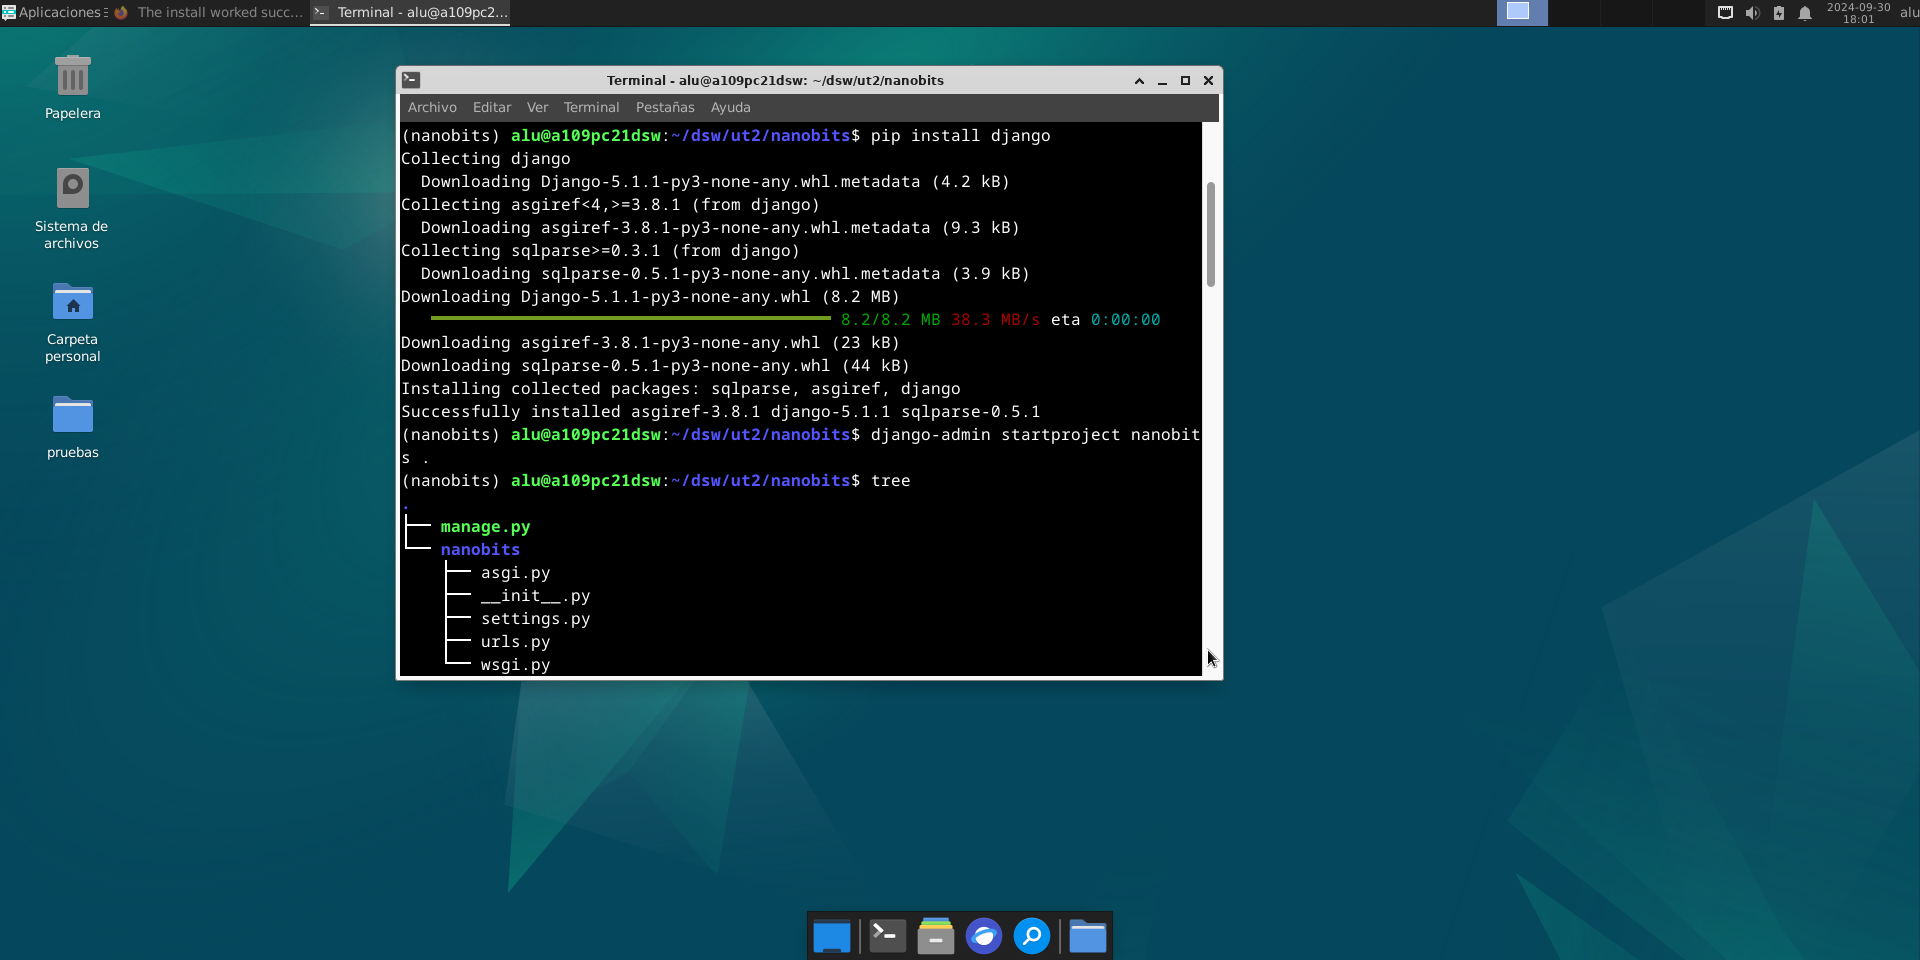 Aplicaciones
The install worked succ...
Terminal - alu@a109pc2...
2024-09-30
18:01
alu
Papelera
Sistema de
archivos
Carpeta
personal
pruebas
Terminal - alu@a109pc21dsw: ~/dsw/ut2/nanobits
Archivo Editar Ver Terminal Pestañas Ayuda
(nanobits) alu@a109pc21dsw:~/dsw/ut2/nanobits$ pip install django
Collecting django
  Downloading Django-5.1.1-py3-none-any.whl.metadata (4.2 kB)
Collecting asgiref<4,>=3.8.1 (from django)
  Downloading asgiref-3.8.1-py3-none-any.whl.metadata (9.3 kB)
Collecting sqlparse>=0.3.1 (from django)
  Downloading sqlparse-0.5.1-py3-none-any.whl.metadata (3.9 kB)
Downloading Django-5.1.1-py3-none-any.whl (8.2 MB)
8.2/8.2 MB 38.3 MB/s eta 0:00:00
Downloading asgiref-3.8.1-py3-none-any.whl (23 kB)
Downloading sqlparse-0.5.1-py3-none-any.whl (44 kB)
Installing collected packages: sqlparse, asgiref, django
Successfully installed asgiref-3.8.1 django-5.1.1 sqlparse-0.5.1
(nanobits) alu@a109pc21dsw:~/dsw/ut2/nanobits$ django-admin startproject nanobit
s .
(nanobits) alu@a109pc21dsw:~/dsw/ut2/nanobits$ tree
.
├── manage.py
└── nanobits
    ├── asgi.py
    ├── __init__.py
    ├── settings.py
    ├── urls.py
    └── wsgi.py